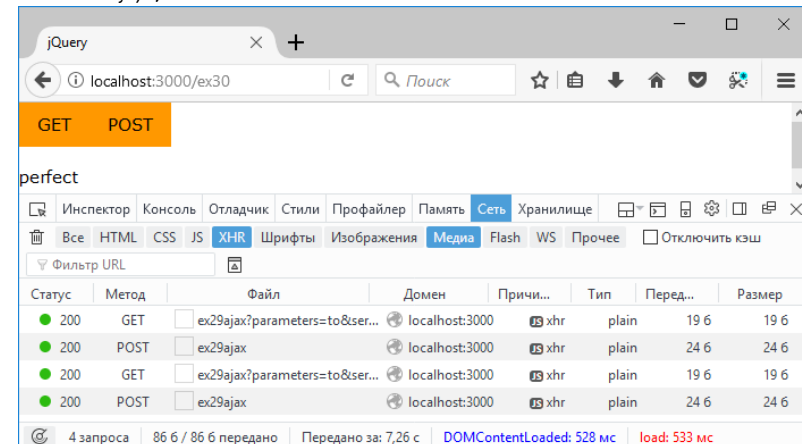 jQuery
localhost:3000/ex30 Поиск
GET POST
perfect
Инспектор Консоль Отладчик Стили Профайлер Память Сеть Хранилище
Все HTML CSS JS XHR Шрифты Изображения Медиа Flash WS Прочее Отключить кэш
Фильтр URL
Статус Метод Файл Домен Причи... Тип Перед... Размер
200 GET ex29ajax?parameters=to&ser... localhost:3000 JS xhr plain 19 б 19 б
200 POST ex29ajax localhost:3000 JS xhr plain 24 б 24 б
200 GET ex29ajax?parameters=to&ser... localhost:3000 JS xhr plain 19 б 19 б
200 POST ex29ajax localhost:3000 JS xhr plain 24 б 24 б
4 запроса 86 б / 86 б передано Передано за: 7,26 с DOMContentLoaded: 528 мс load: 533 мс